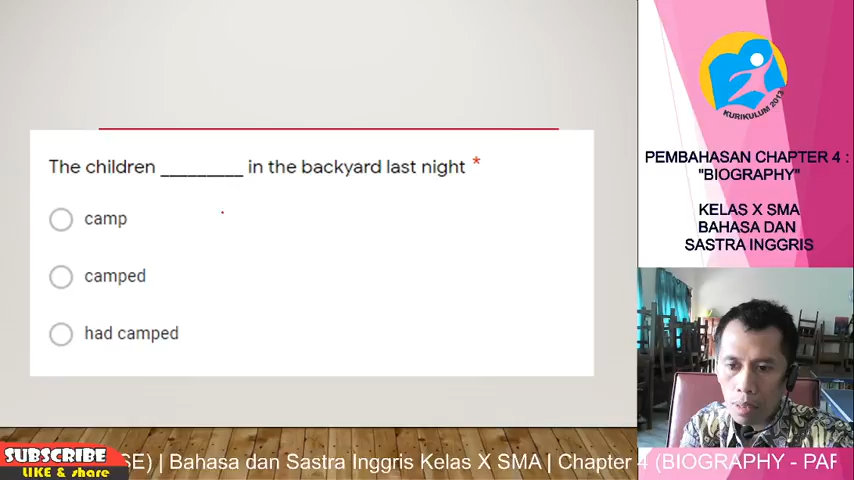 The children _________ in the backyard last night *
camp
camped
had camped
KURIKULUM 2013
PEMBAHASAN CHAPTER 4 :
"BIOGRAPHY"
KELAS X SMA
BAHASA DAN
SASTRA INGGRIS
SUBSCRIBE
LIKE & share
SE) | Bahasa dan Sastra Inggris Kelas X SMA | Chapter 4 (BIOGRAPHY - PAR